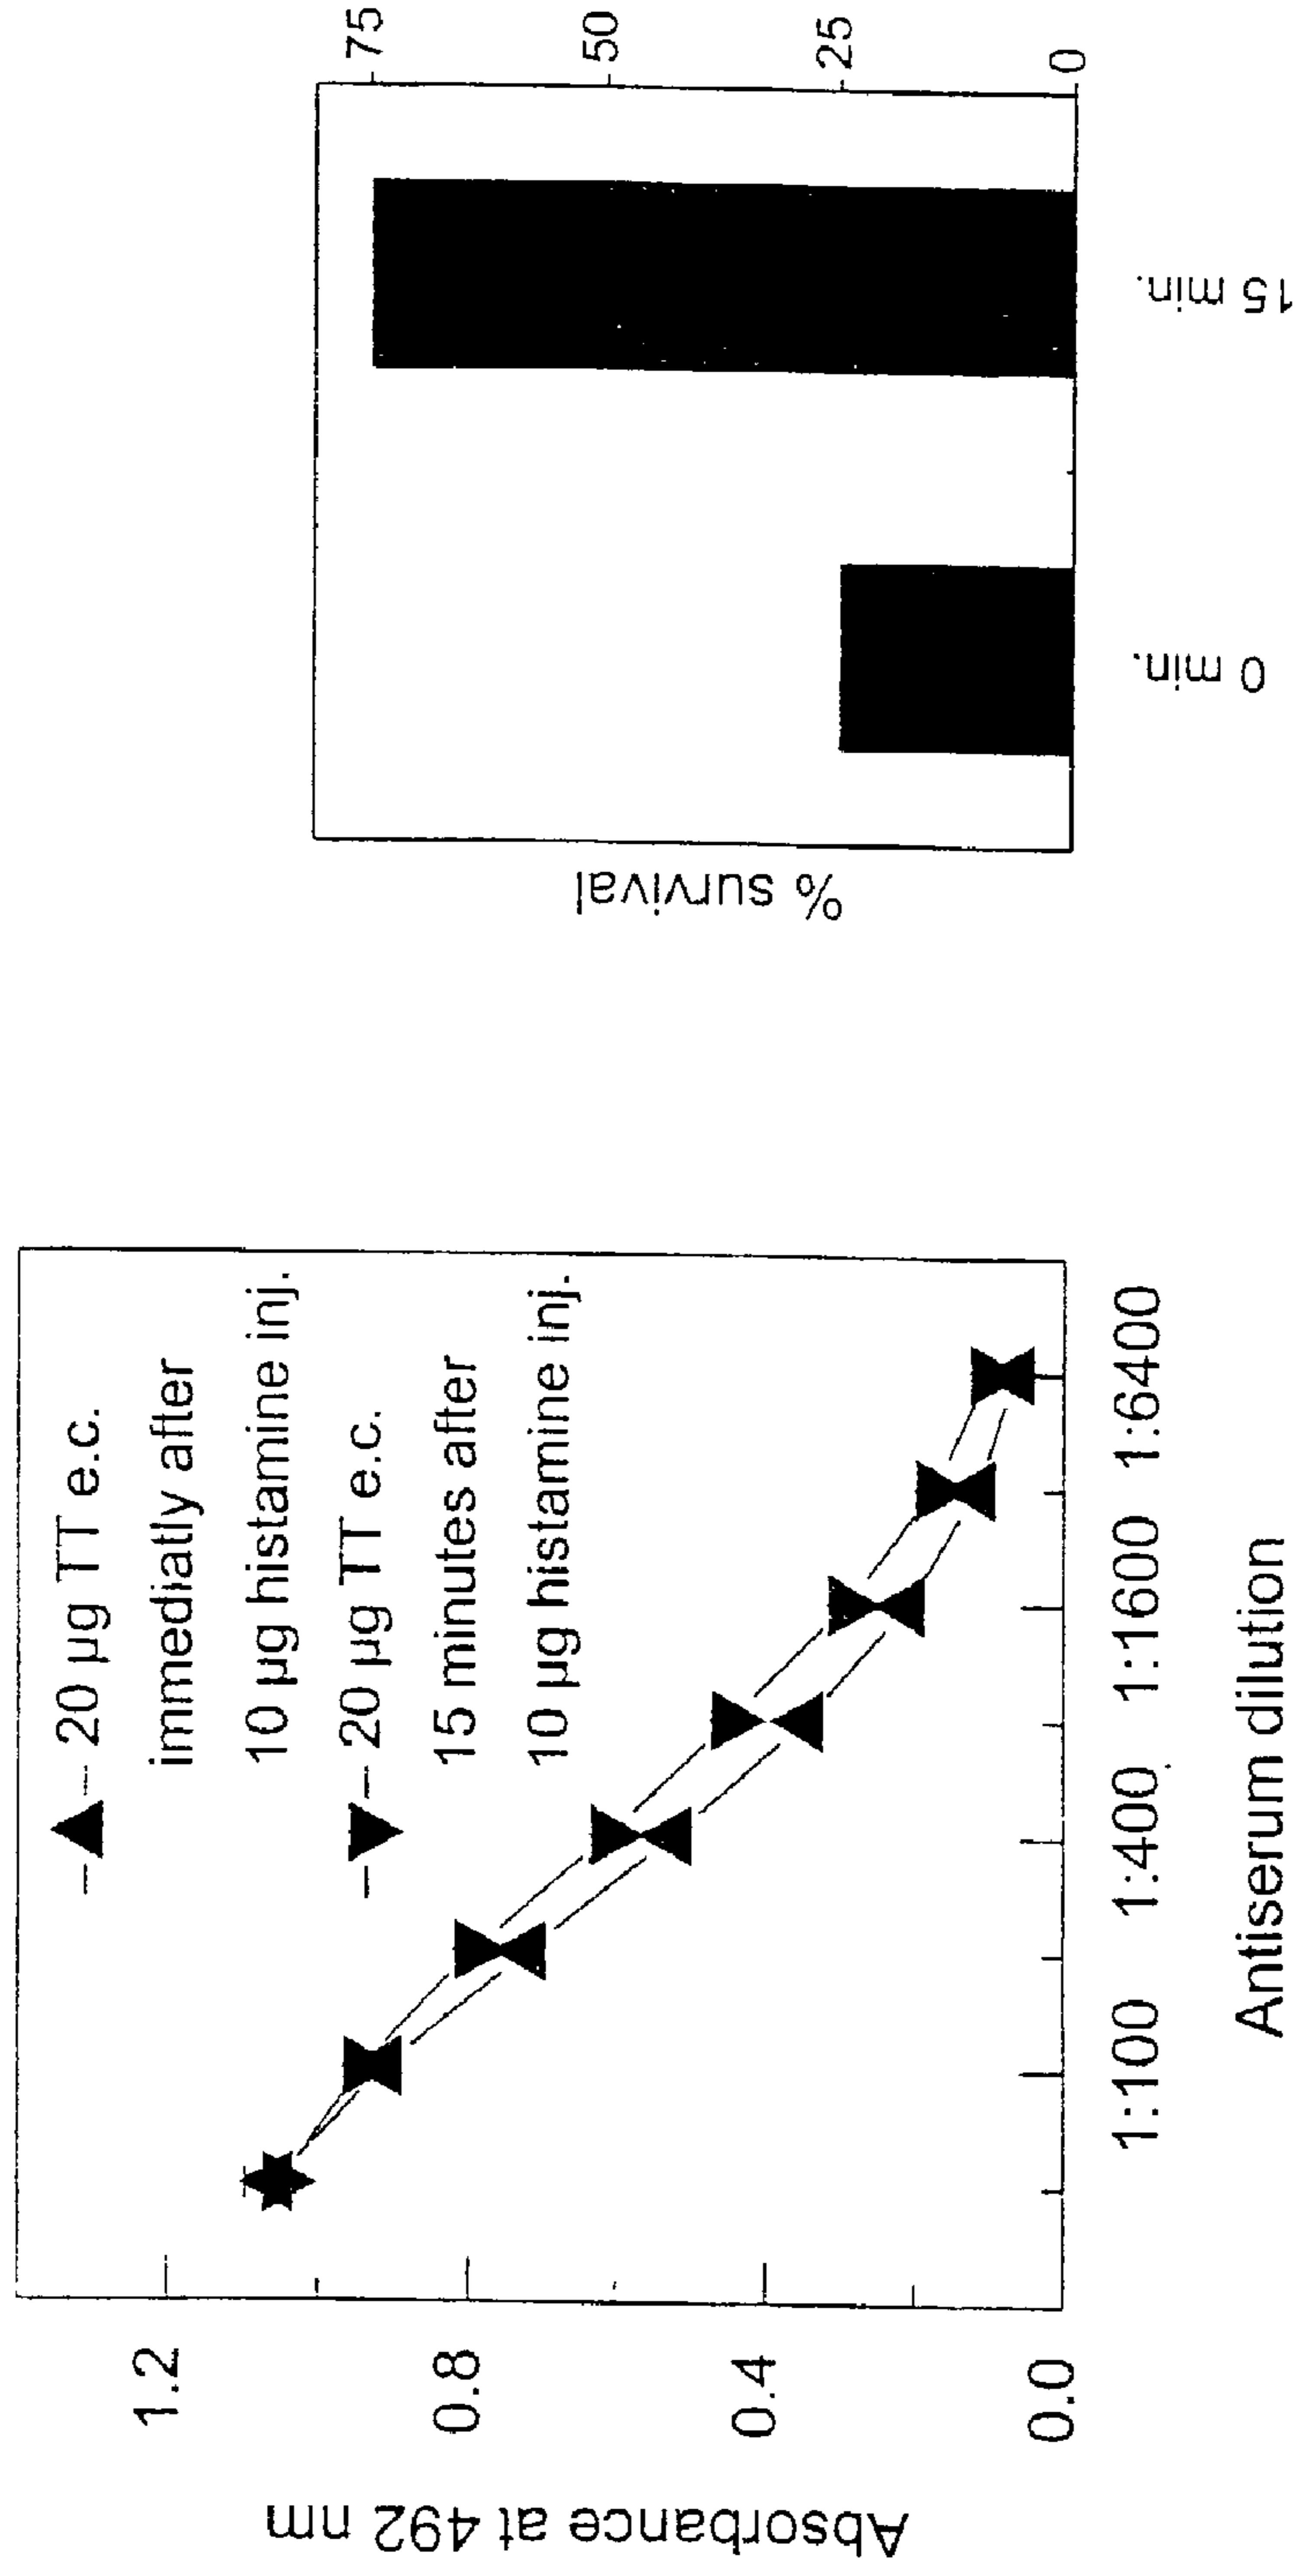 20 µg TT e.c.
immediatly after
10 µg histamine inj.
20 µg TT e.c.
15 minutes after
10 µg histamine inj.
Absorbance at 492 nm
1.2
0.8
0.4
0.0
1:100 1:400 1:1600 1:6400
Antiserum dilution
% survival
75
50
25
0
0 min. 15 min.